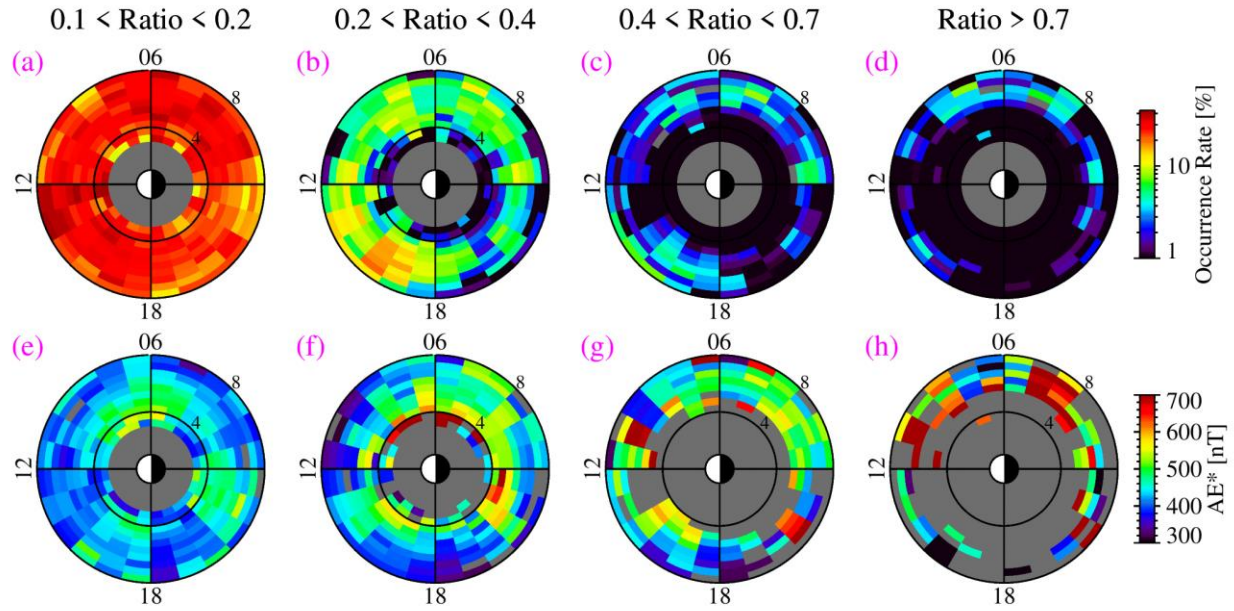 0.1 < Ratio < 0.2 0.2 < Ratio < 0.4 0.4 < Ratio < 0.7 Ratio > 0.7
(a) 06 (b) 06 (c) 06 (d) 06
8 8 8 8
4 4 4 4
12 12 12 12
18 18 18 18
10
1
Occurrence Rate [%]
(e) 06 (f) 06 (g) 06 (h) 06
8 8 8 8
4 4 4 4
12 12 12 12
18 18 18 18
700
600
500
400
300
AE* [nT]